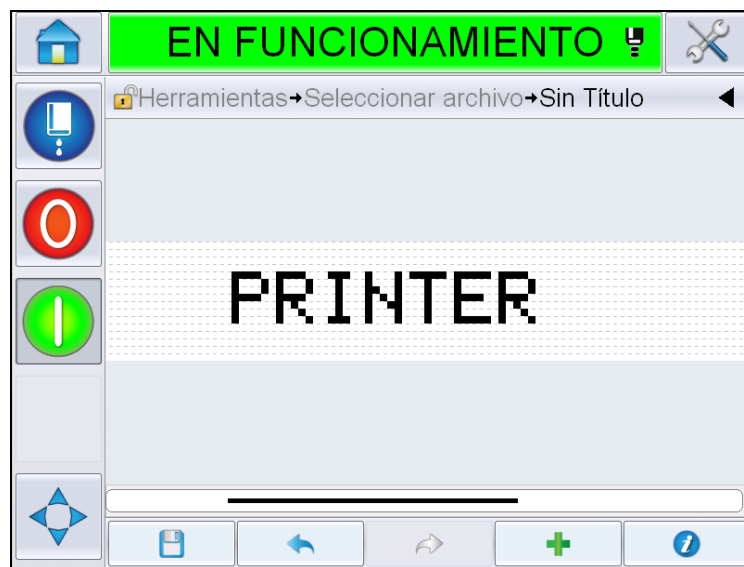 EN FUNCIONAMIENTO
Herramientas→Seleccionar archivo→Sin Título
PRINTER